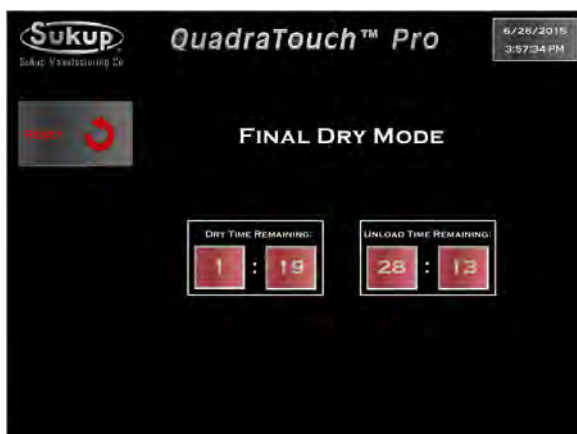 Sukup
Sukup Manufacturing Co
QuadraTouch™ Pro
6/26/2015
3:57:34 PM
RESET
FINAL DRY MODE
DRY TIME REMAINING:
1 : 19
UNLOAD TIME REMAINING:
28 : 13